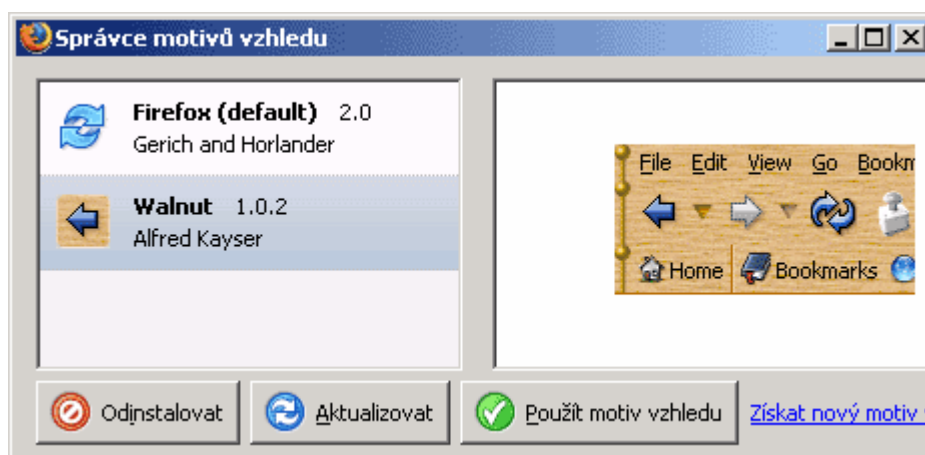 Správce motivů vzhledu
Firefox (default) 2.0
Gerich and Horlander
Walnut 1.0.2
Alfred Kayser
File Edit View Go
Home Bookmarks
Odinstalovat
Aktualizovat
Použít motiv vzhledu
Získat nový motiv